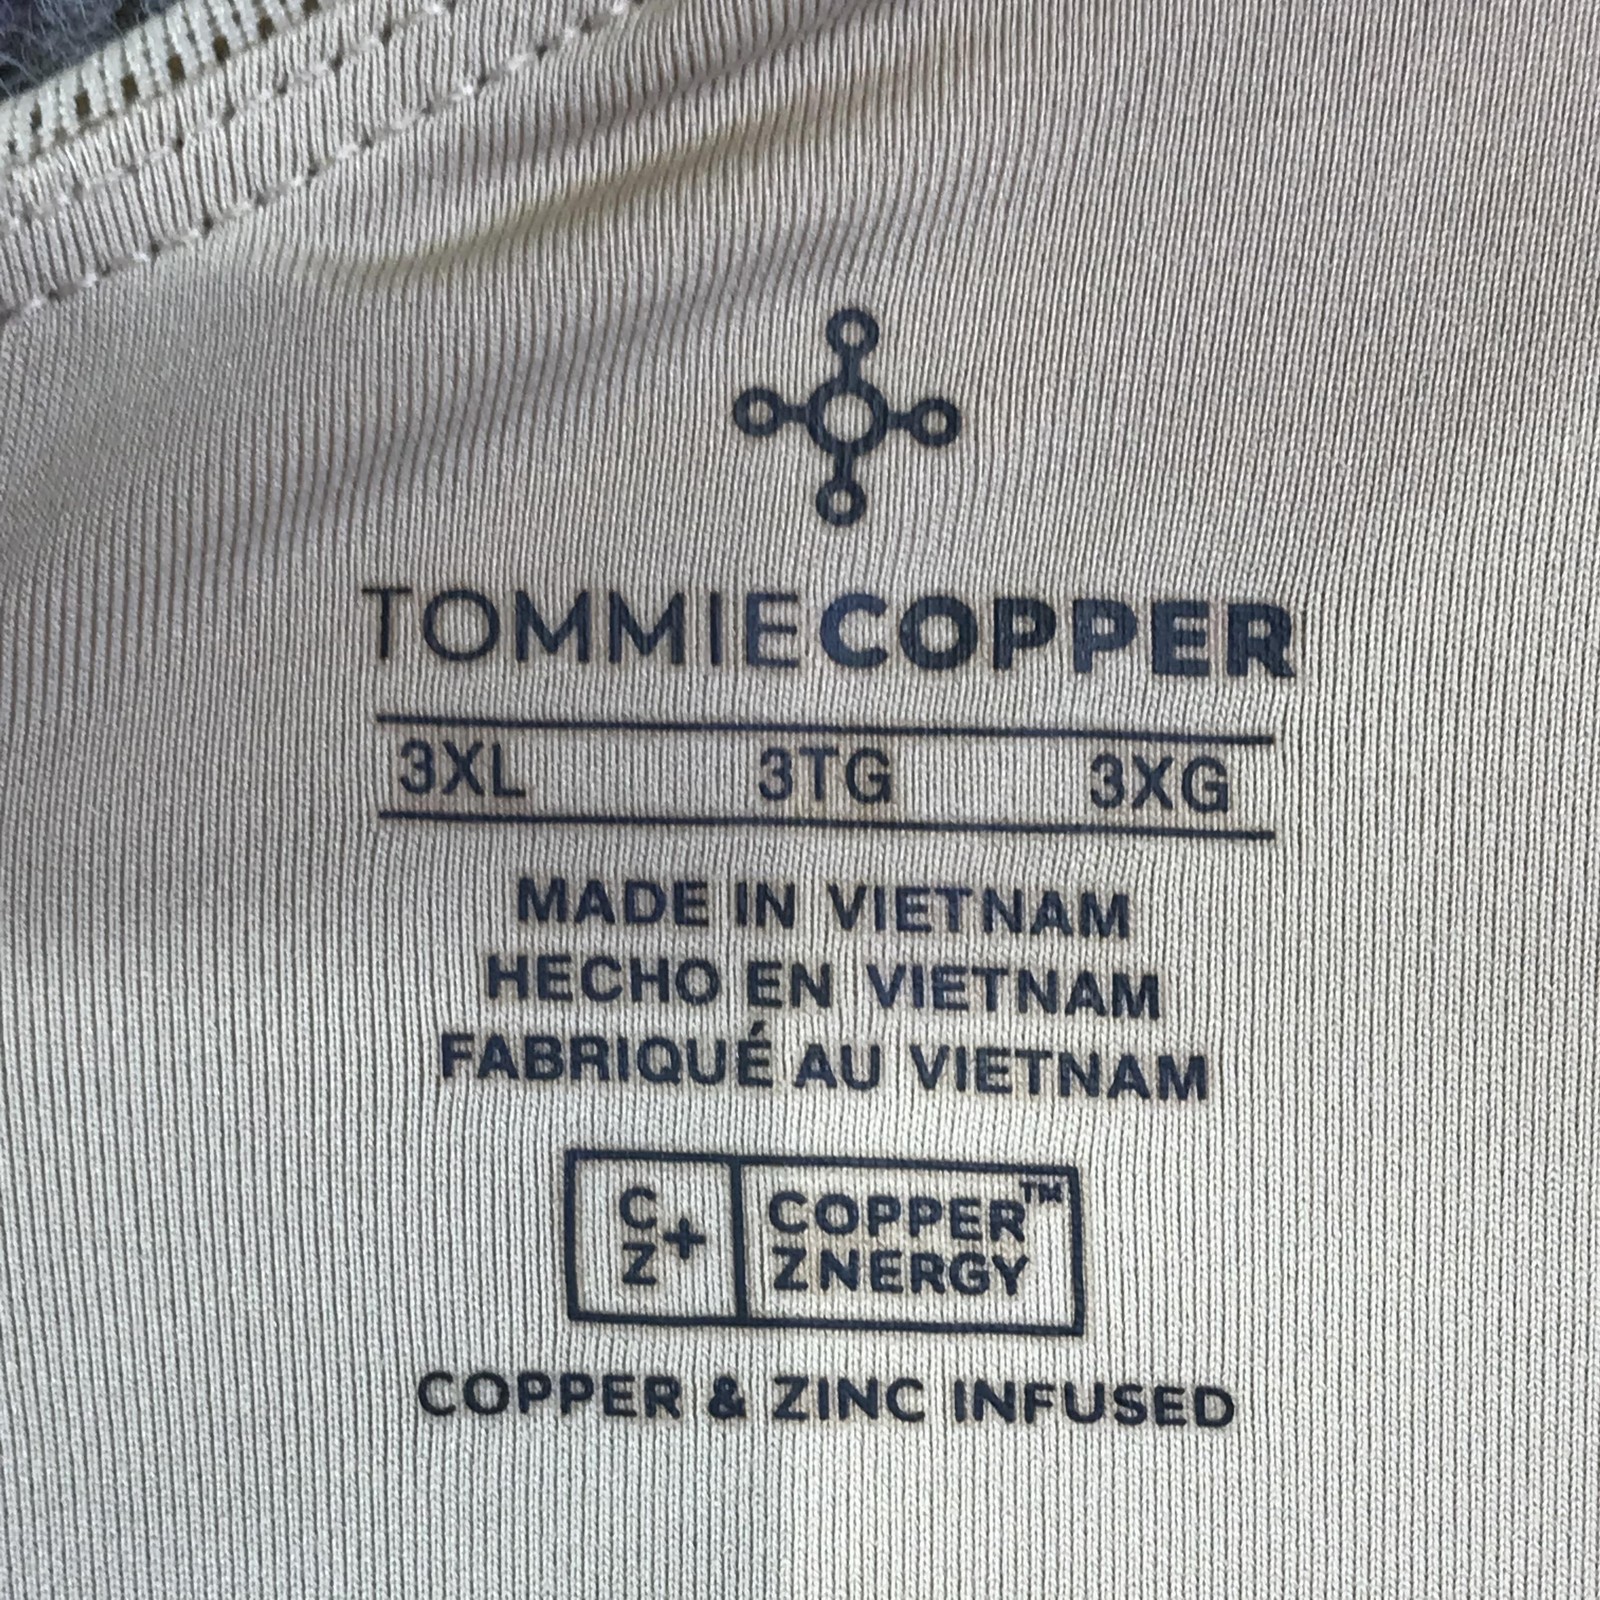 TOMMIECOPPER
3XL 3TG 3XG
MADE IN VIETNAM
HECHO EN VIETNAM
FABRIQUÉ AU VIETNAM
C
Z+
COPPER™
ZNERGY
COPPER & ZINC INFUSED